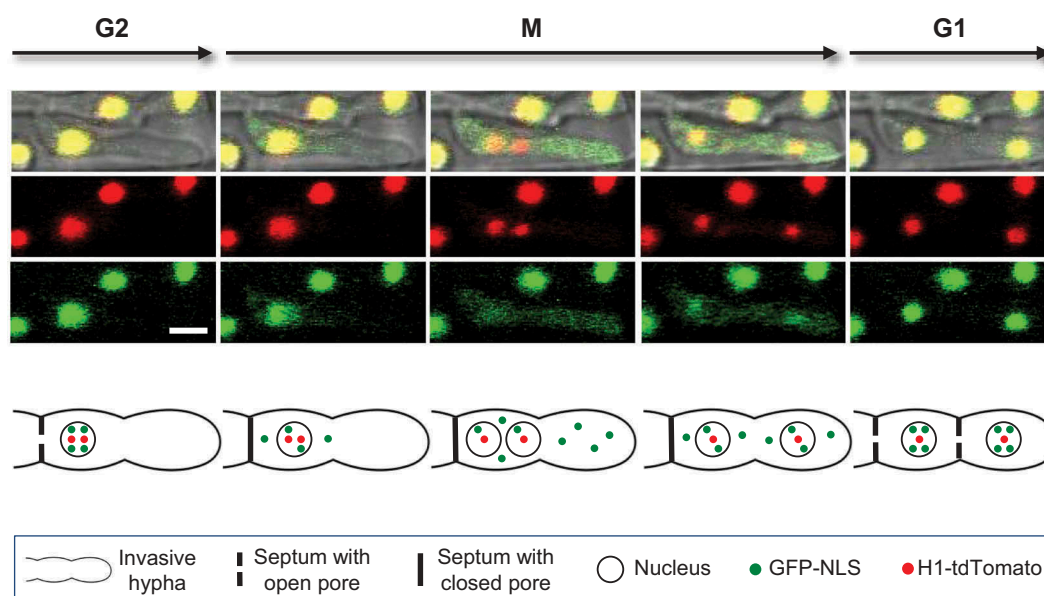 G2
M
G1
Invasive
hypha
Septum with
open pore
Septum with
closed pore
Nucleus
GFP-NLS
H1-tdTomato